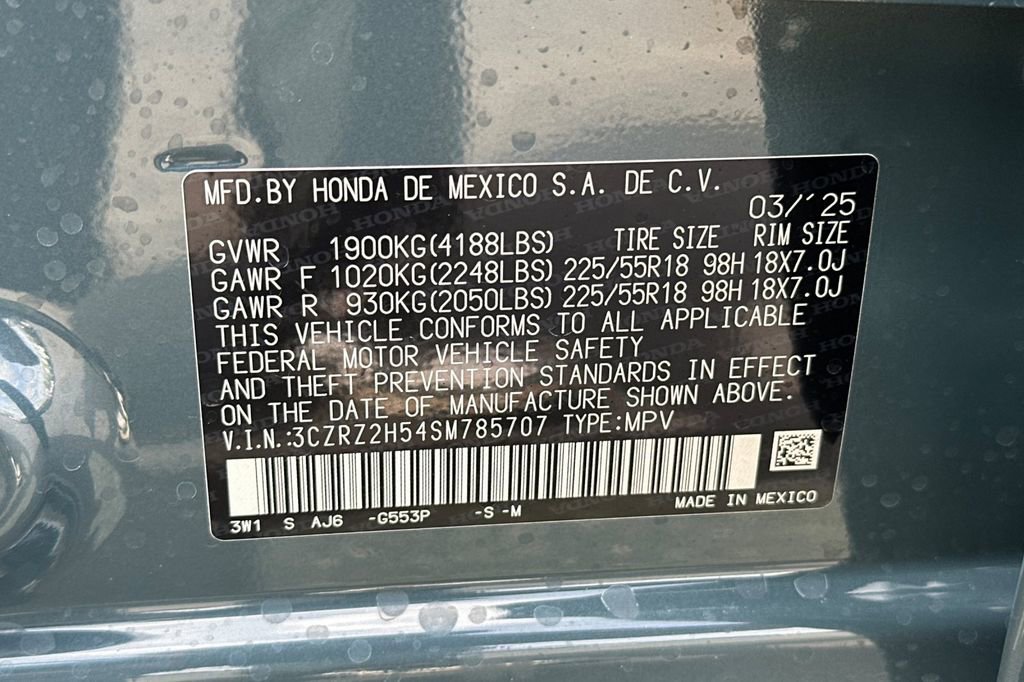 MFD.BY HONDA DE MEXICO S.A. DE C.V.
03/´25
GVWR 1900KG(4188LBS) TIRE SIZE RIM SIZE
GAWR F 1020KG(2248LBS) 225/55R18 98H 18X7.0J
GAWR R 930KG(2050LBS) 225/55R18 98H 18X7.0J
THIS VEHICLE CONFORMS TO ALL APPLICABLE
FEDERAL MOTOR VEHICLE SAFETY
AND THEFT PREVENTION STANDARDS IN EFFECT
ON THE DATE OF MANUFACTURE SHOWN ABOVE.
V.I.N.:3CZRZ2H54SM785707 TYPE:MPV
MADE IN MEXICO
3W1 S AJ6 -G553P -S -M